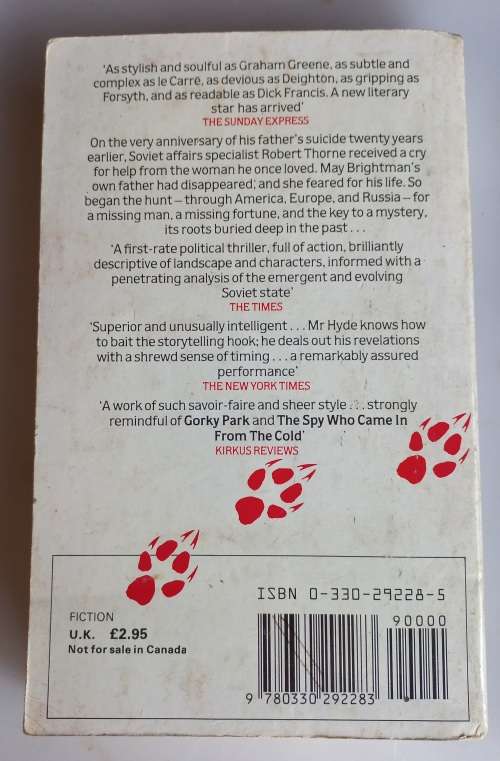 ‘As stylish and soulful as Graham Greene, as subtle and
complex as le Carré, as devious as Deighton, as gripping as
Forsyth, and as readable as Dick Francis. A new literary
star has arrived’
THE SUNDAY EXPRESS
On the very anniversary of his father’s suicide twenty years
earlier, Soviet affairs specialist Robert Thorne received a cry
for help from the woman he once loved. May Brightman’s
own father had disappeared; and she feared for his life. So
began the hunt – through America, Europe, and Russia – for
a missing man, a missing fortune, and the key to a mystery,
its roots buried deep in the past . . .
‘A first-rate political thriller, full of action, brilliantly
descriptive of landscape and characters, informed with a
penetrating analysis of the emergent and evolving
Soviet state’
THE TIMES
‘Superior and unusually intelligent . . . Mr Hyde knows how
to bait the storytelling hook; he deals out his revelations
with a shrewd sense of timing . . . a remarkably assured
performance’
THE NEW YORK TIMES
‘A work of such savoir-faire and sheer style . . . strongly
remindful of Gorky Park and The Spy Who Came In
From The Cold’
KIRKUS REVIEWS
ISBN 0-330-29228-5
FICTION
U.K. £2.95
Not for sale in Canada
90000
9 780330 292283